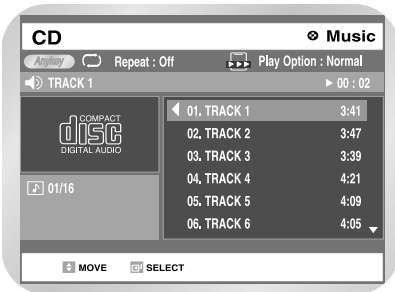 CD
Music
Anykey Repeat : Off Play Option : Normal
TRACK 1 00 : 02
COMPACT
disc
DIGITAL AUDIO
01/16
01. TRACK 1 3:41
02. TRACK 2 3:47
03. TRACK 3 3:39
04. TRACK 4 4:21
05. TRACK 5 4:09
06. TRACK 6 4:05
MOVE SELECT